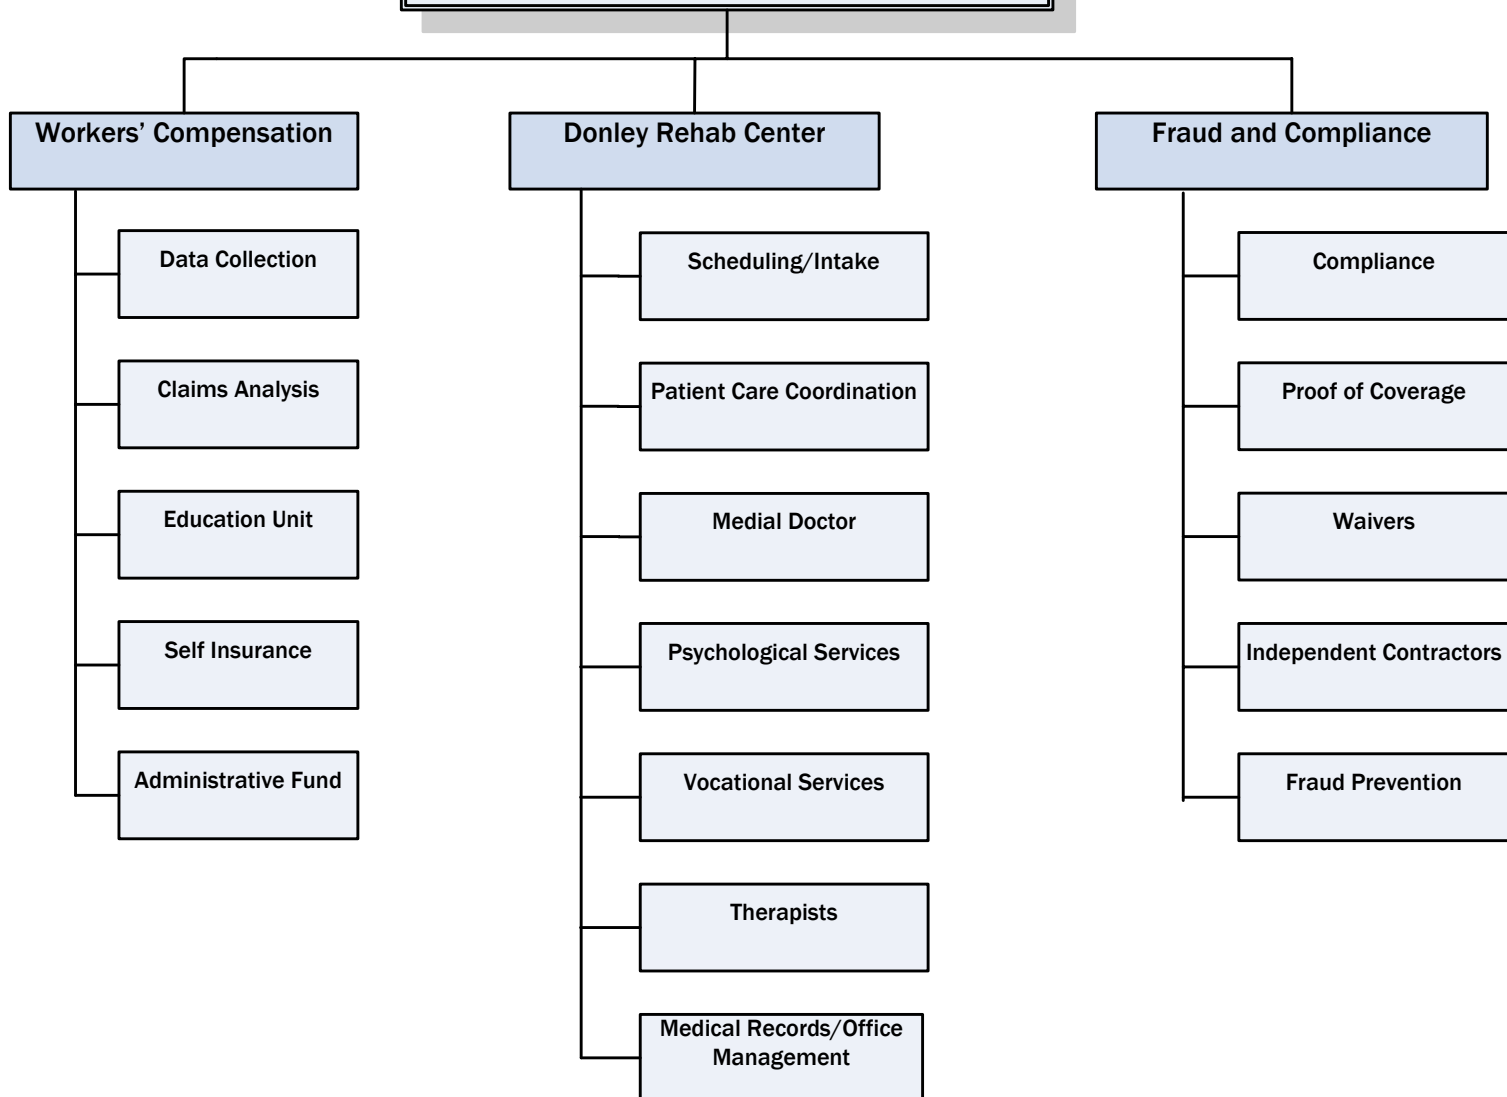 Workers’ Compensation
Data Collection
Claims Analysis
Education Unit
Self Insurance
Administrative Fund
Donley Rehab Center
Scheduling/Intake
Patient Care Coordination
Medial Doctor
Psychological Services
Vocational Services
Therapists
Medical Records/Office
Management
Fraud and Compliance
Compliance
Proof of Coverage
Waivers
Independent Contractors
Fraud Prevention